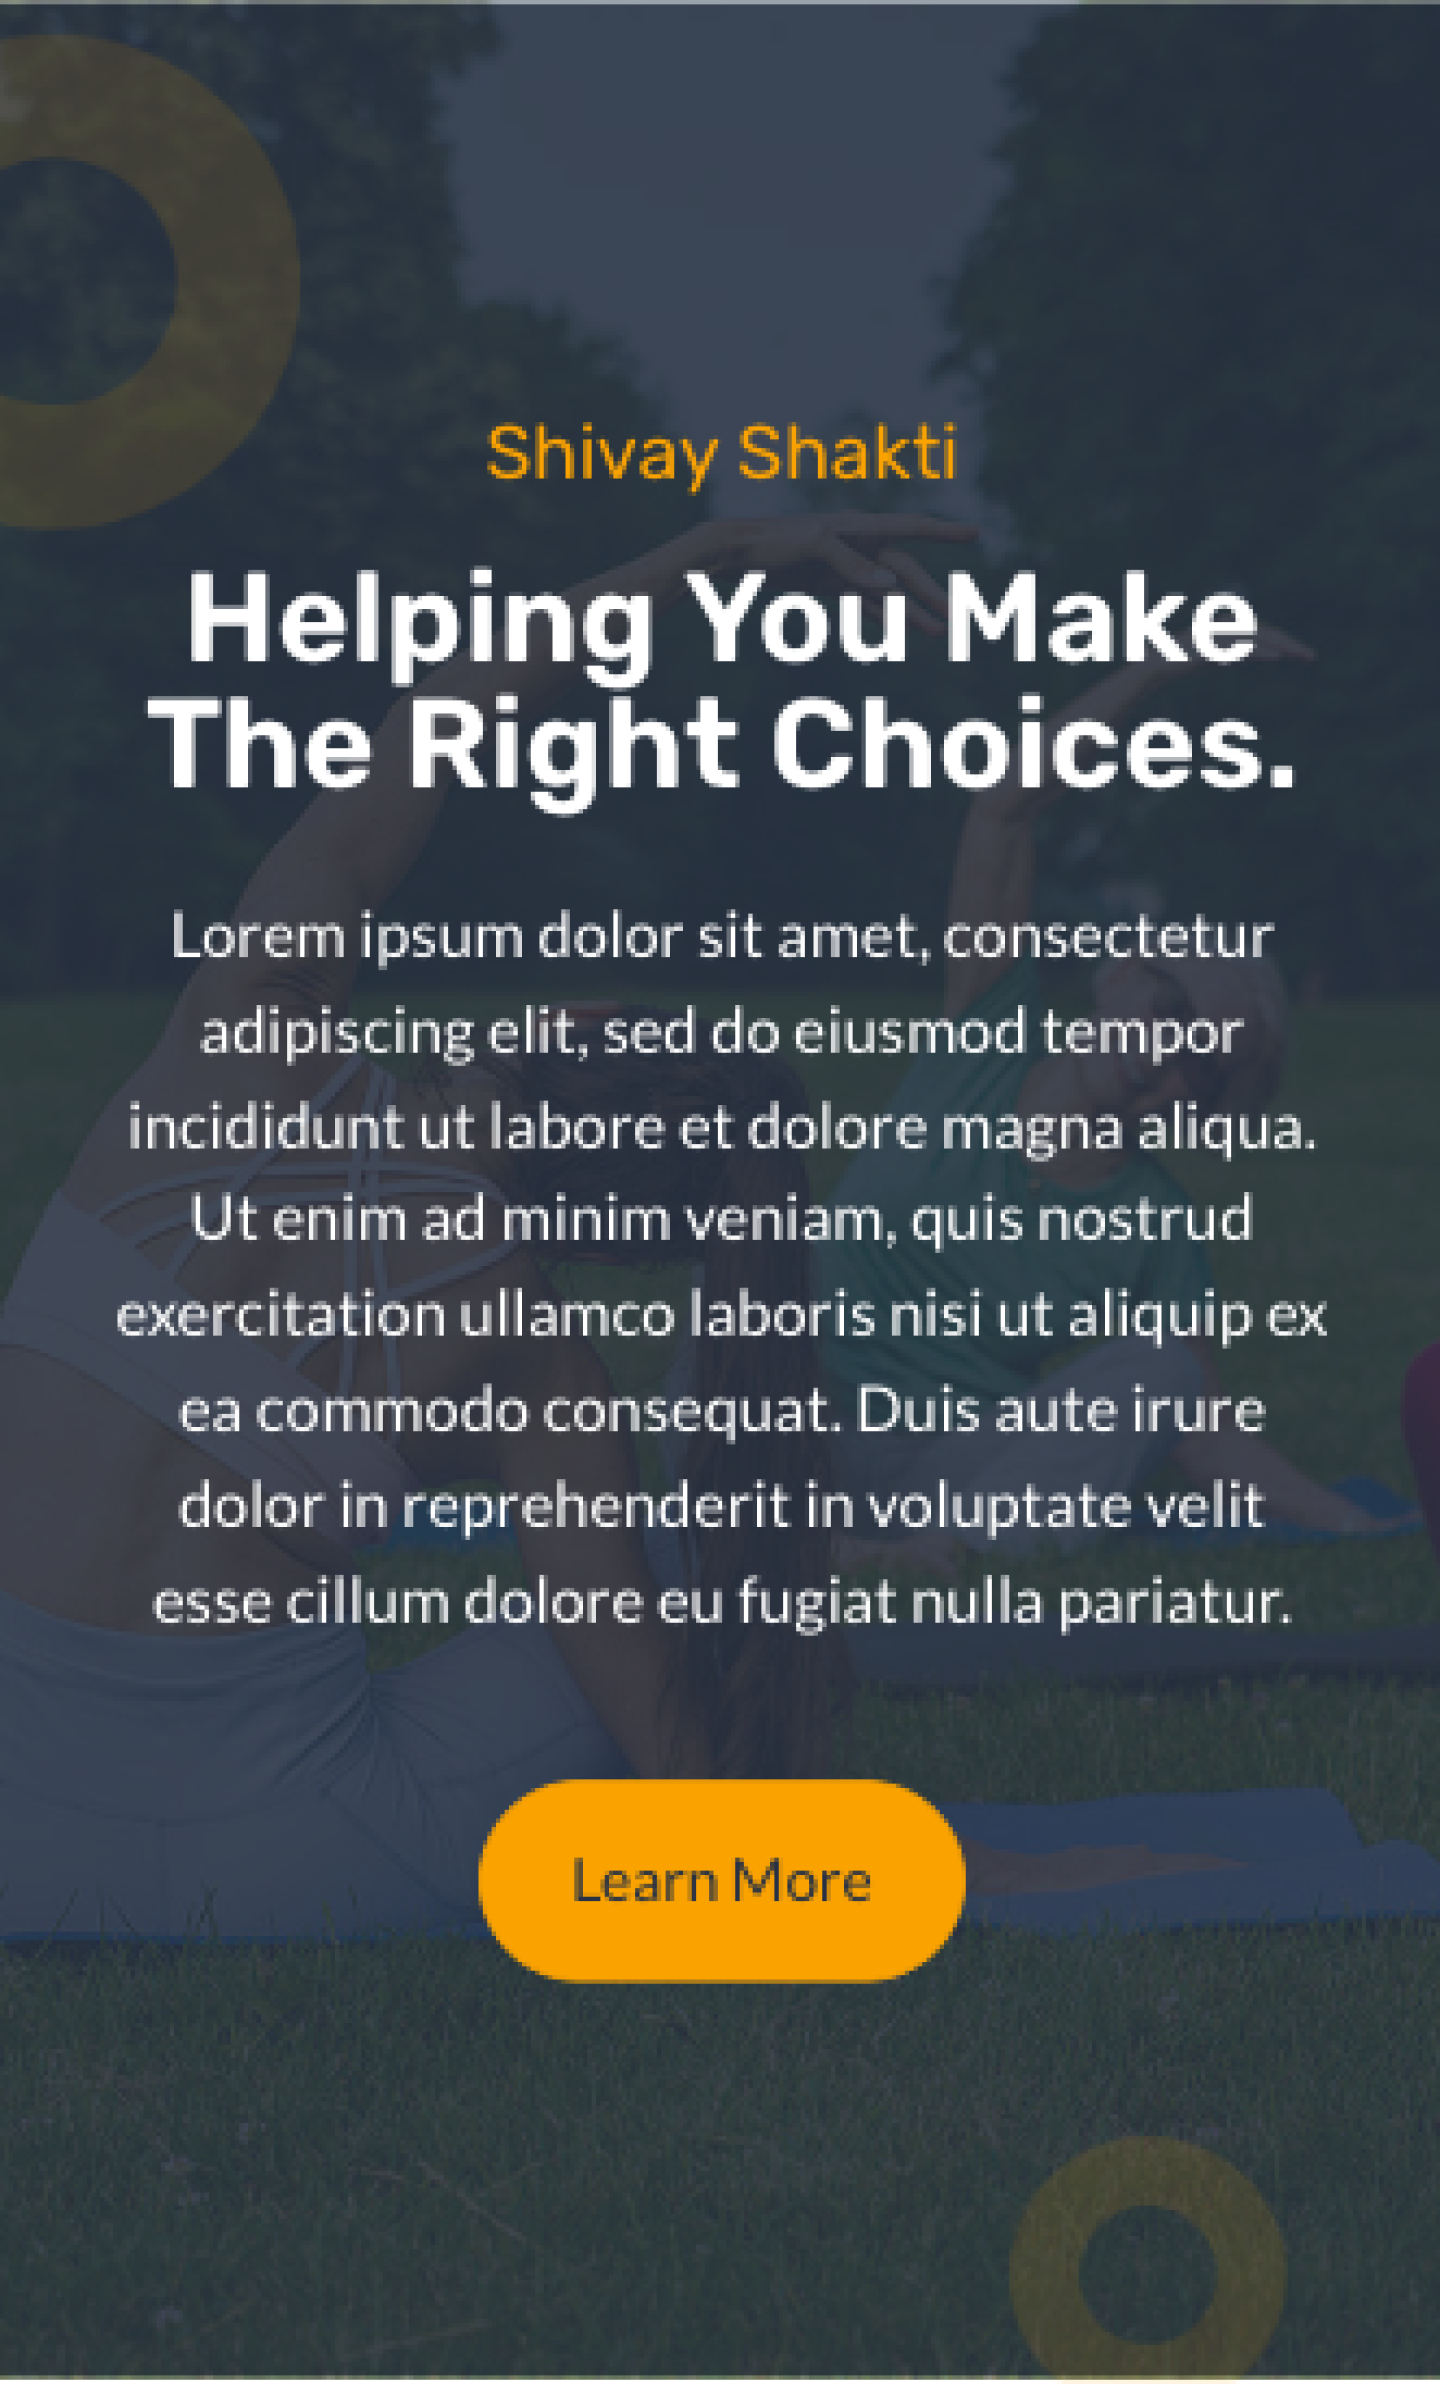 Shivay Shakti
Helping You Make
The Right Choices.
Lorem ipsum dolor sit amet, consectetur
adipiscing elit, sed do eiusmod tempor
incididunt ut labore et dolore magna aliqua.
Ut enim ad minim veniam, quis nostrud
exercitation ullamco laboris nisi ut aliquip ex
ea commodo consequat. Duis aute irure
dolor in reprehenderit in voluptate velit
esse cillum dolore eu fugiat nulla pariatur.
Learn More